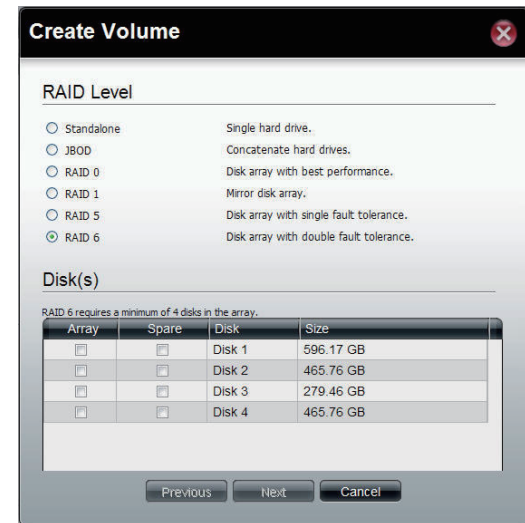 Create Volume
RAID Level
Standalone Single hard drive.
JBOD Concatenate hard drives.
RAID 0 Disk array with best performance.
RAID 1 Mirror disk array.
RAID 5 Disk array with single fault tolerance.
RAID 6 Disk array with double fault tolerance.
Disk(s)
RAID 6 requires a minimum of 4 disks in the array.
Array Spare Disk Size
Disk 1 596.17 GB
Disk 2 465.76 GB
Disk 3 279.46 GB
Disk 4 465.76 GB
Previous Next Cancel